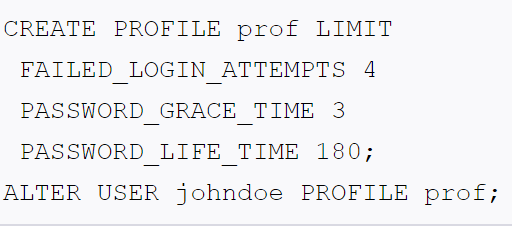 CREATE PROFILE prof LIMIT
FAILED_LOGIN_ATTEMPTS 4
PASSWORD_GRACE_TIME 3
PASSWORD_LIFE_TIME 180;
ALTER USER johndoe PROFILE prof;